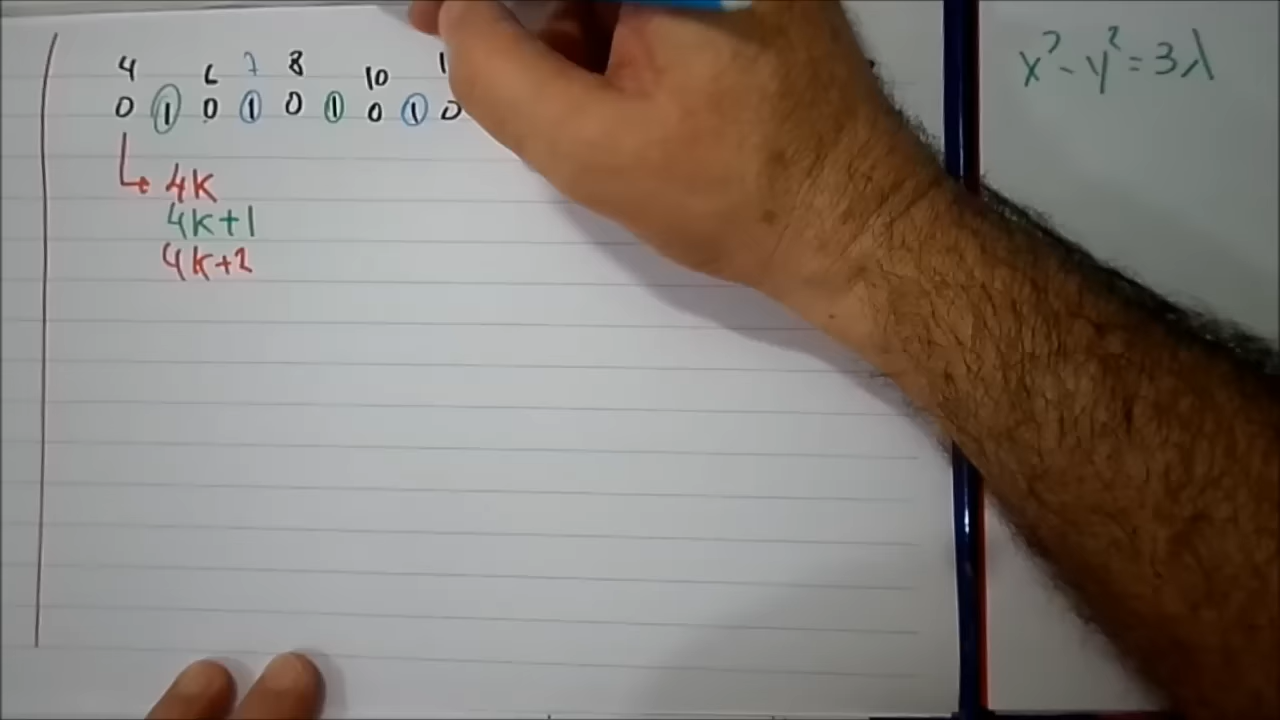 4 6 7 8 10 1
0 1 0 1 0 1 0 1 0
4K
4K+1
4K+2
x²-y²=3λ